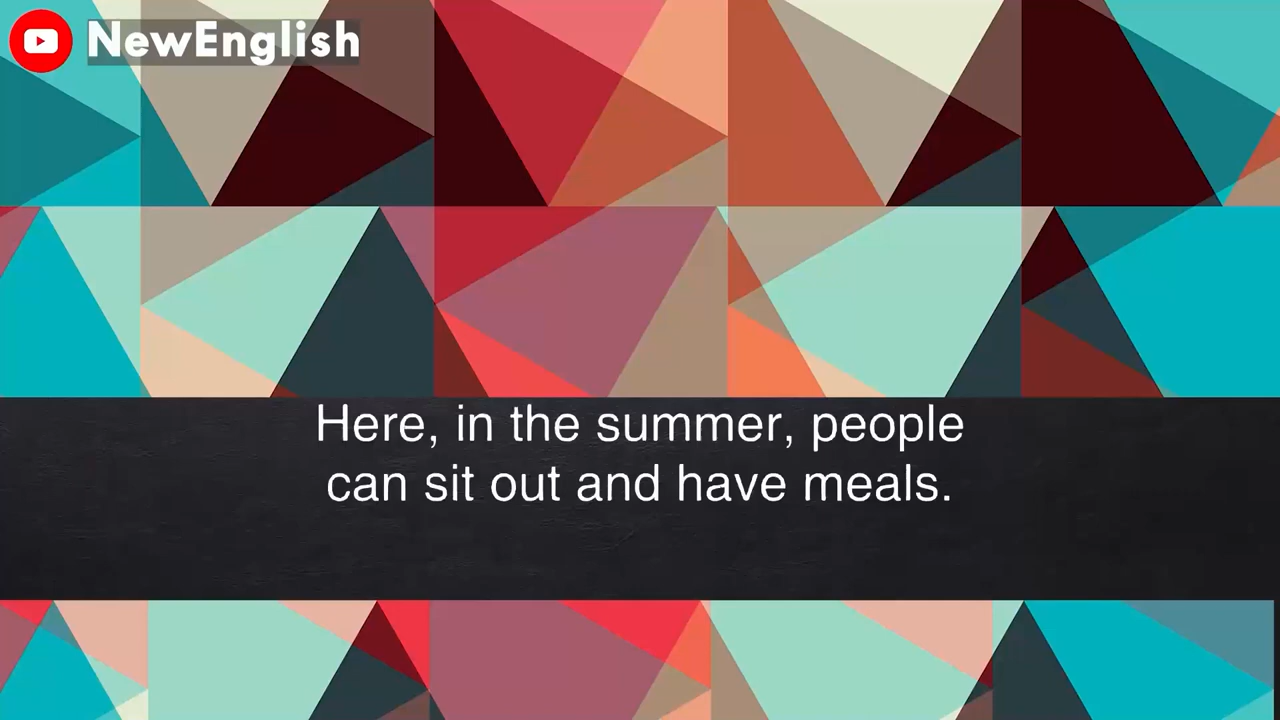 NewEnglish
Here, in the summer, people
can sit out and have meals.